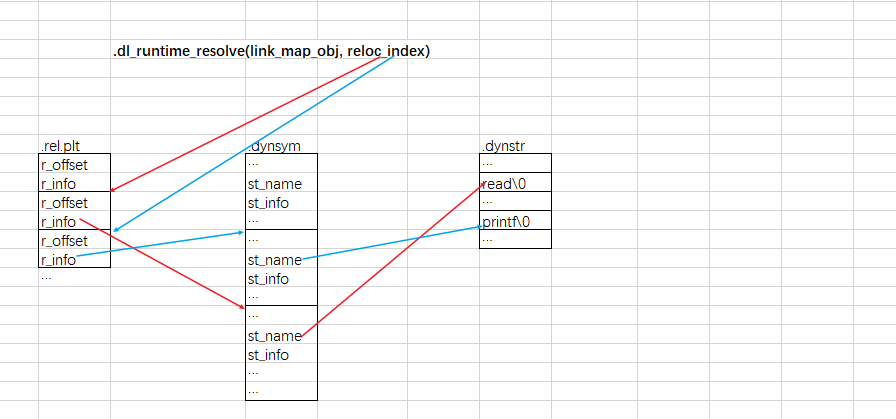 .dl_runtime_resolve(link_map_obj, reloc_index)
.rel.plt
r_offset
r_info
r_offset
r_info
r_offset
r_info
...
.dynsym
...
st_name
st_info
...
...
st_name
st_info
...
...
st_name
st_info
...
...
.dynstr
...
read\0
...
printf\0
...